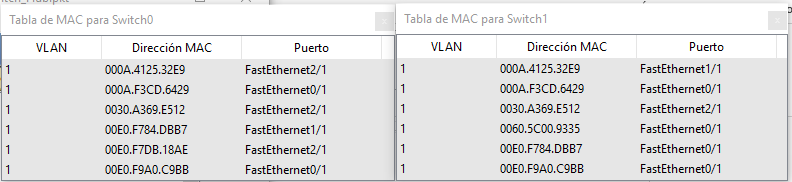 Tabla de MAC para Switch0
VLAN Dirección MAC Puerto
1 000A.4125.32E9 FastEthernet2/1
1 000A.F3CD.6429 FastEthernet0/1
1 0030.A369.E512 FastEthernet2/1
1 00E0.F784.DBB7 FastEthernet1/1
1 00E0.F7DB.18AE FastEthernet2/1
1 00E0.F9A0.C9BB FastEthernet0/1
Tabla de MAC para Switch1
VLAN Dirección MAC Puerto
1 000A.4125.32E9 FastEthernet1/1
1 000A.F3CD.6429 FastEthernet0/1
1 0030.A369.E512 FastEthernet2/1
1 0060.5C00.9335 FastEthernet0/1
1 00E0.F784.DBB7 FastEthernet0/1
1 00E0.F9A0.C9BB FastEthernet0/1